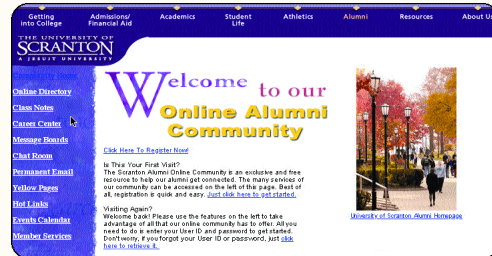 Getting into College
Admissions/ Financial Aid
Academics
Student Life
Athletics
Alumni
Resources
About Us
THE UNIVERSITY OF
SCRANTON
A JESUIT UNIVERSITY
Community Home
Online Directory
Class Notes
Career Center
Message Boards
Chat Room
Permanent Email
Yellow Pages
Hot Links
Events Calendar
Member Services
Welcome to our
Online Alumni
Community
Click Here To Register Now!
Is This Your First Visit?
The Scranton Alumni Online Community is an exclusive and free
resource to help our alumni get connected. The many services of
our community can be accessed on the left of this page. Best of
all, registration is quick and easy. Just click here to get started.
Visiting Again?
Welcome back! Please use the features on the left to take
advantage of all that our online community has to offer. All you
need to do is enter your User ID and password to get started.
Don't worry, if you forgot your User ID or password, just click
here to retrieve it.
University of Scranton Alumni Homepage